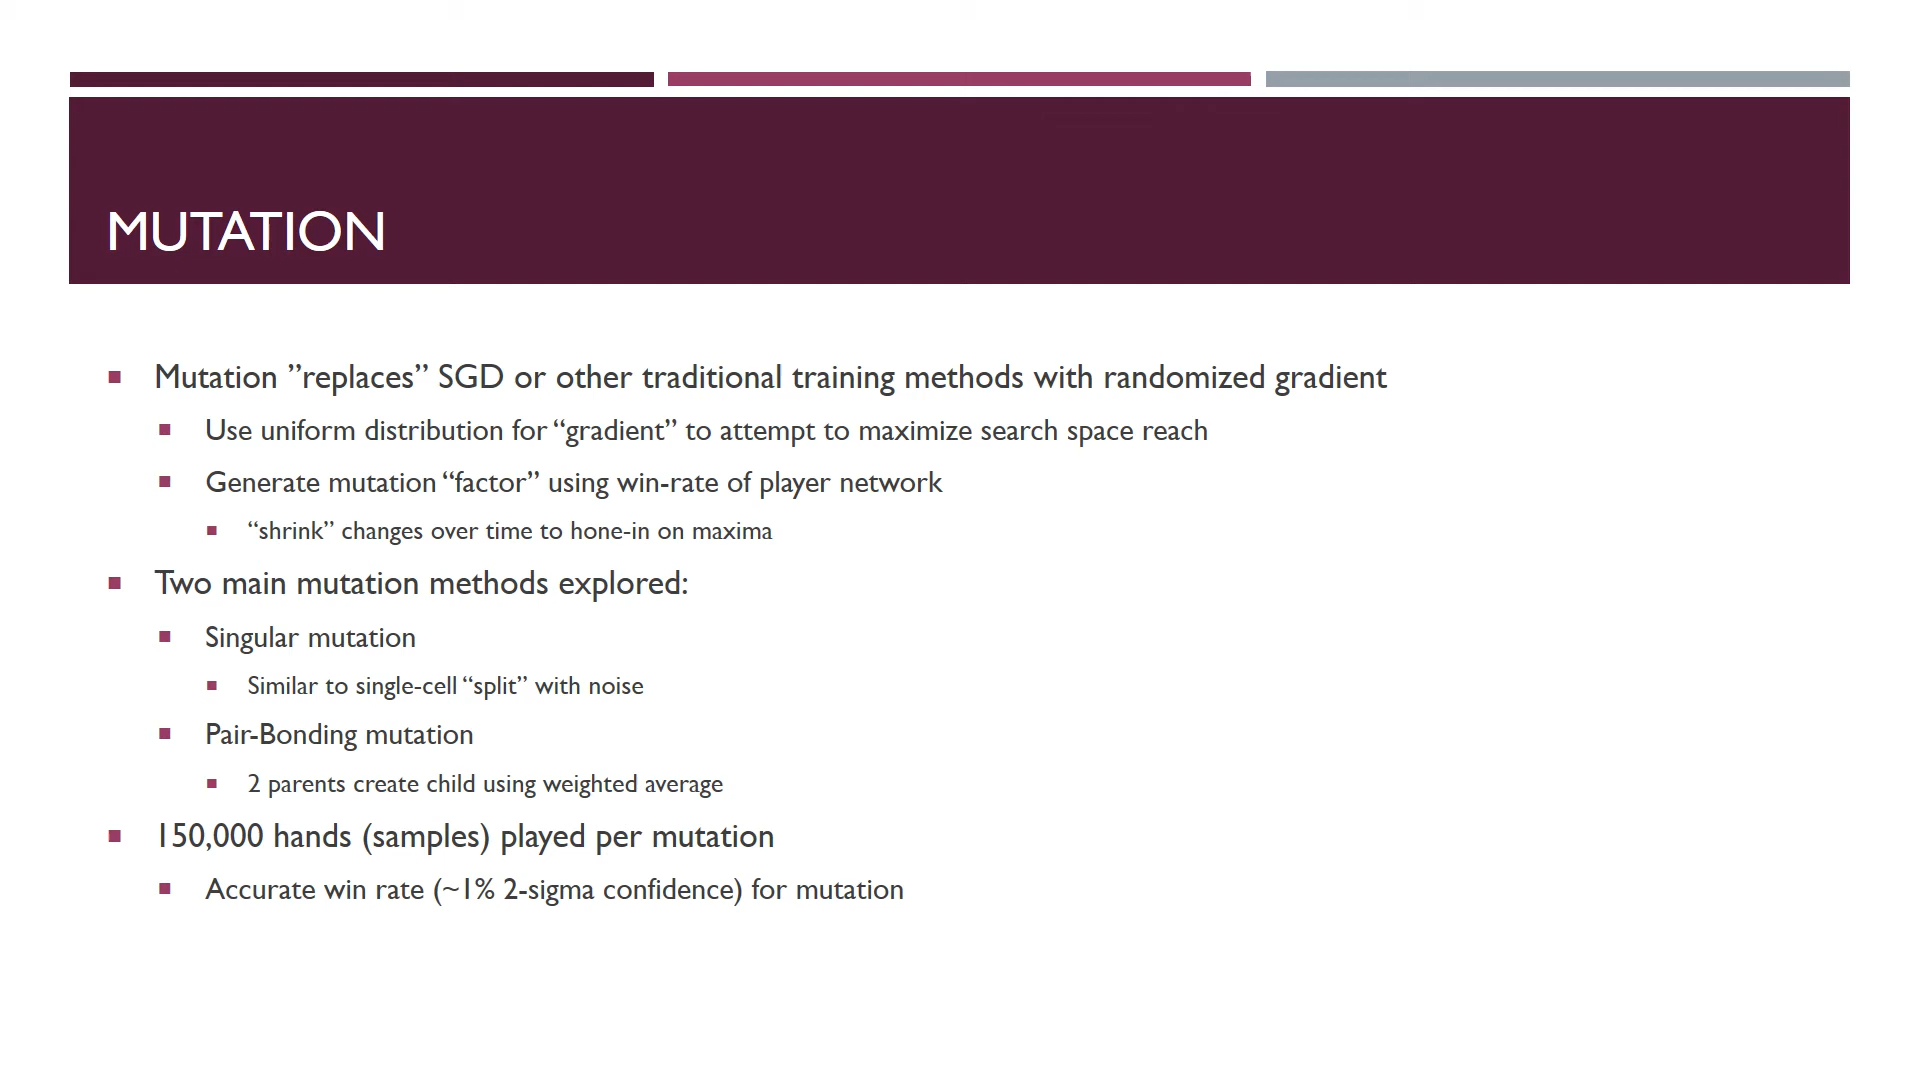 MUTATION
Mutation ”replaces” SGD or other traditional training methods with randomized gradient
Use uniform distribution for “gradient” to attempt to maximize search space reach
Generate mutation “factor” using win-rate of player network
“shrink” changes over time to hone-in on maxima
Two main mutation methods explored:
Singular mutation
Similar to single-cell “split” with noise
Pair-Bonding mutation
2 parents create child using weighted average
150,000 hands (samples) played per mutation
Accurate win rate (~1% 2-sigma confidence) for mutation